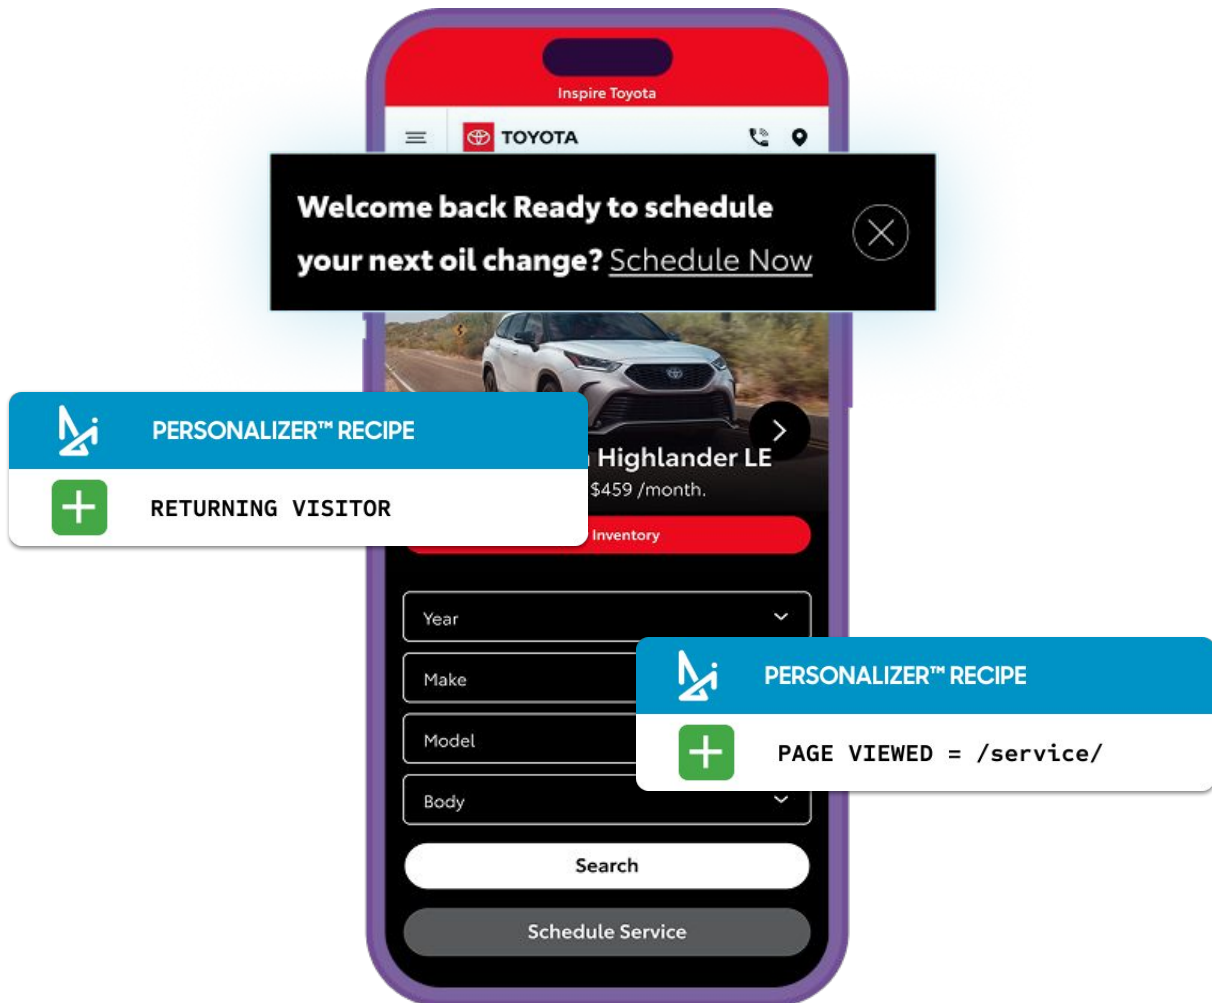 Inspire Toyota
TOYOTA
Welcome back Ready to schedule
your next oil change? Schedule Now
PERSONALIZER™ RECIPE
RETURNING VISITOR
Highlander LE
$459 /month.
Inventory
Year
Make
Model
Body
PERSONALIZER™ RECIPE
PAGE VIEWED = /service/
Search
Schedule Service